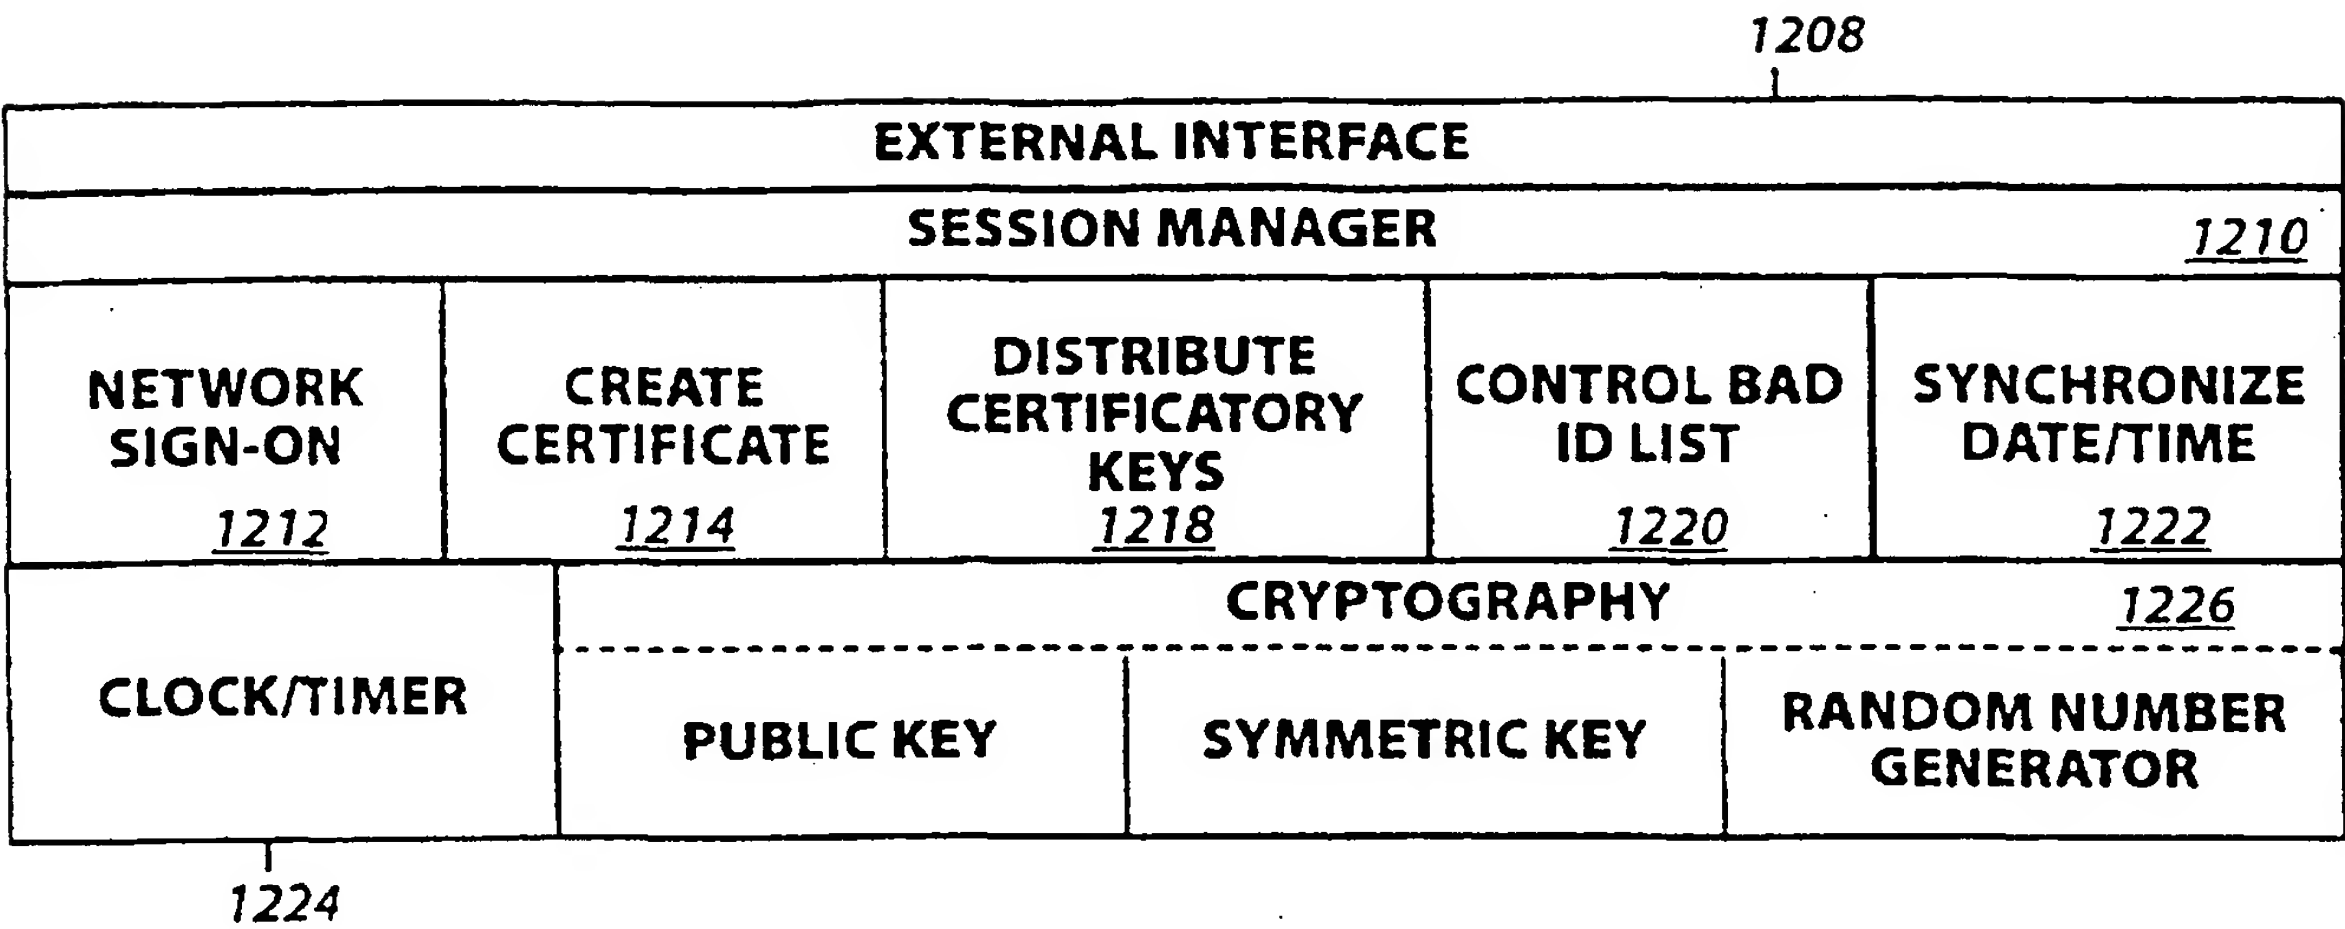 1208
EXTERNAL INTERFACE
SESSION MANAGER
1210
NETWORK
SIGN-ON
1212
CREATE
CERTIFICATE
1214
DISTRIBUTE
CERTIFICATORY
KEYS
1218
CONTROL BAD
ID LIST
1220
SYNCHRONIZE
DATE/TIME
1222
CLOCK/TIMER
1224
CRYPTOGRAPHY
1226
PUBLIC KEY
SYMMETRIC KEY
RANDOM NUMBER
GENERATOR